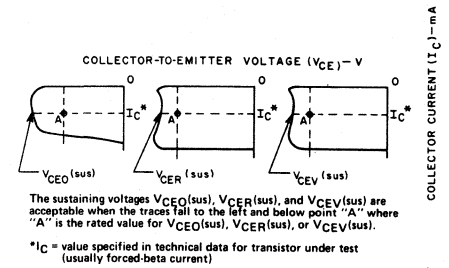 COLLECTOR-TO-EMITTER VOLTAGE (VCE)–V
O O O
A IC* A IC* A IC*
VCEO(sus) VCER(sus) VCEV(sus)
COLLECTOR CURRENT (IC)–mA
The sustaining voltages VCEO(sus), VCER(sus), and VCEV(sus) are
acceptable when the traces fall to the left and below point "A" where
"A" is the rated value for VCEO(sus), VCER(sus), or VCEV(sus).
*IC = value specified in technical data for transistor under test
(usually forced-beta current)